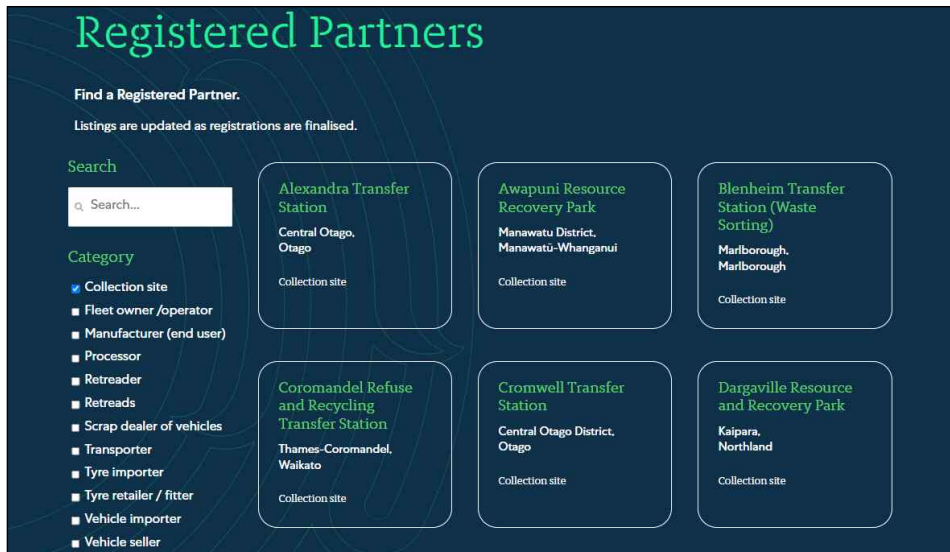 Registered Partners
Find a Registered Partner.
Listings are updated as registrations are finalised.
Search
Search...
Category
Collection site
Fleet owner /operator
Manufacturer (end user)
Processor
Retreader
Retreads
Scrap dealer of vehicles
Transporter
Tyre importer
Tyre retailer / fitter
Vehicle importer
Vehicle seller
Alexandra Transfer
Station
Central Otago,
Otago
Collection site
Awapuni Resource
Recovery Park
Manawatu District,
Manawatū-Whanganui
Collection site
Blenheim Transfer
Station (Waste
Sorting)
Marlborough,
Marlborough
Collection site
Coromandel Refuse
and Recycling
Transfer Station
Thames-Coromandel,
Waikato
Collection site
Cromwell Transfer
Station
Central Otago District,
Otago
Collection site
Dargaville Resource
and Recovery Park
Kaipara,
Northland
Collection site